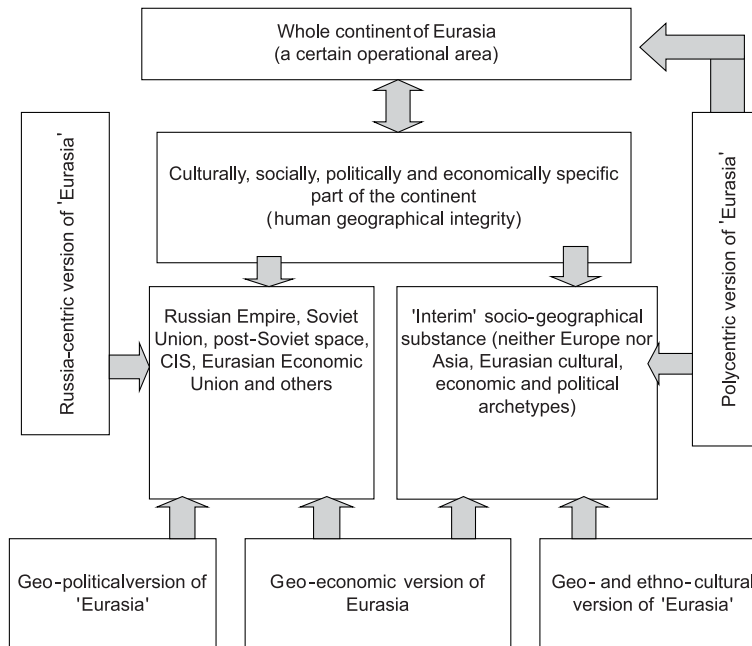 Whole continent of Eurasia
(a certain operational area)
Culturally, socially, politically and economically specific
part of the continent
(human geographical integrity)
Russia-centric version of 'Eurasia'
Polycentric version of 'Eurasia'
Russian Empire, Soviet
Union, post-Soviet space,
CIS, Eurasian Economic
Union and others
'Interim' socio-geographical
substance (neither Europe nor
Asia, Eurasian cultural,
economic and political
archetypes)
Geo-politicalversion of
'Eurasia'
Geo-economic version of
Eurasia
Geo- and ethno-cultural
version of 'Eurasia'